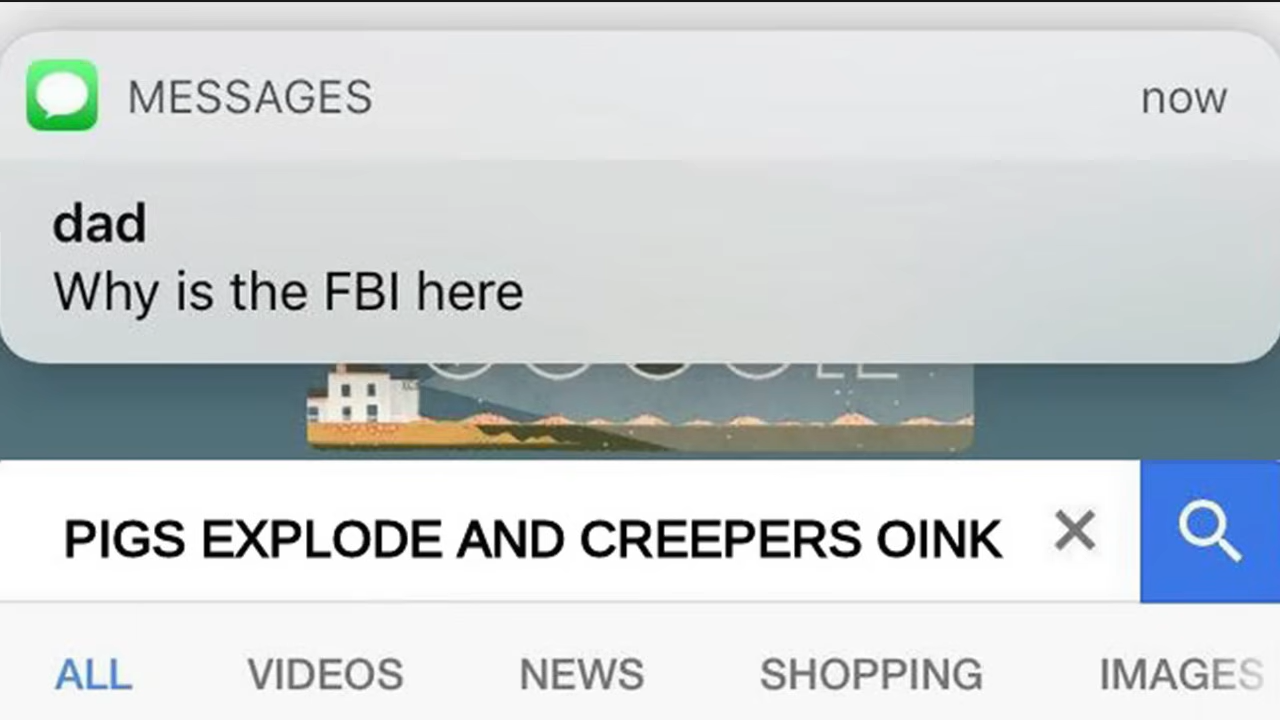 MESSAGES now
dad
Why is the FBI here
PIGS EXPLODE AND CREEPERS OINK
ALL VIDEOS NEWS SHOPPING IMAGES